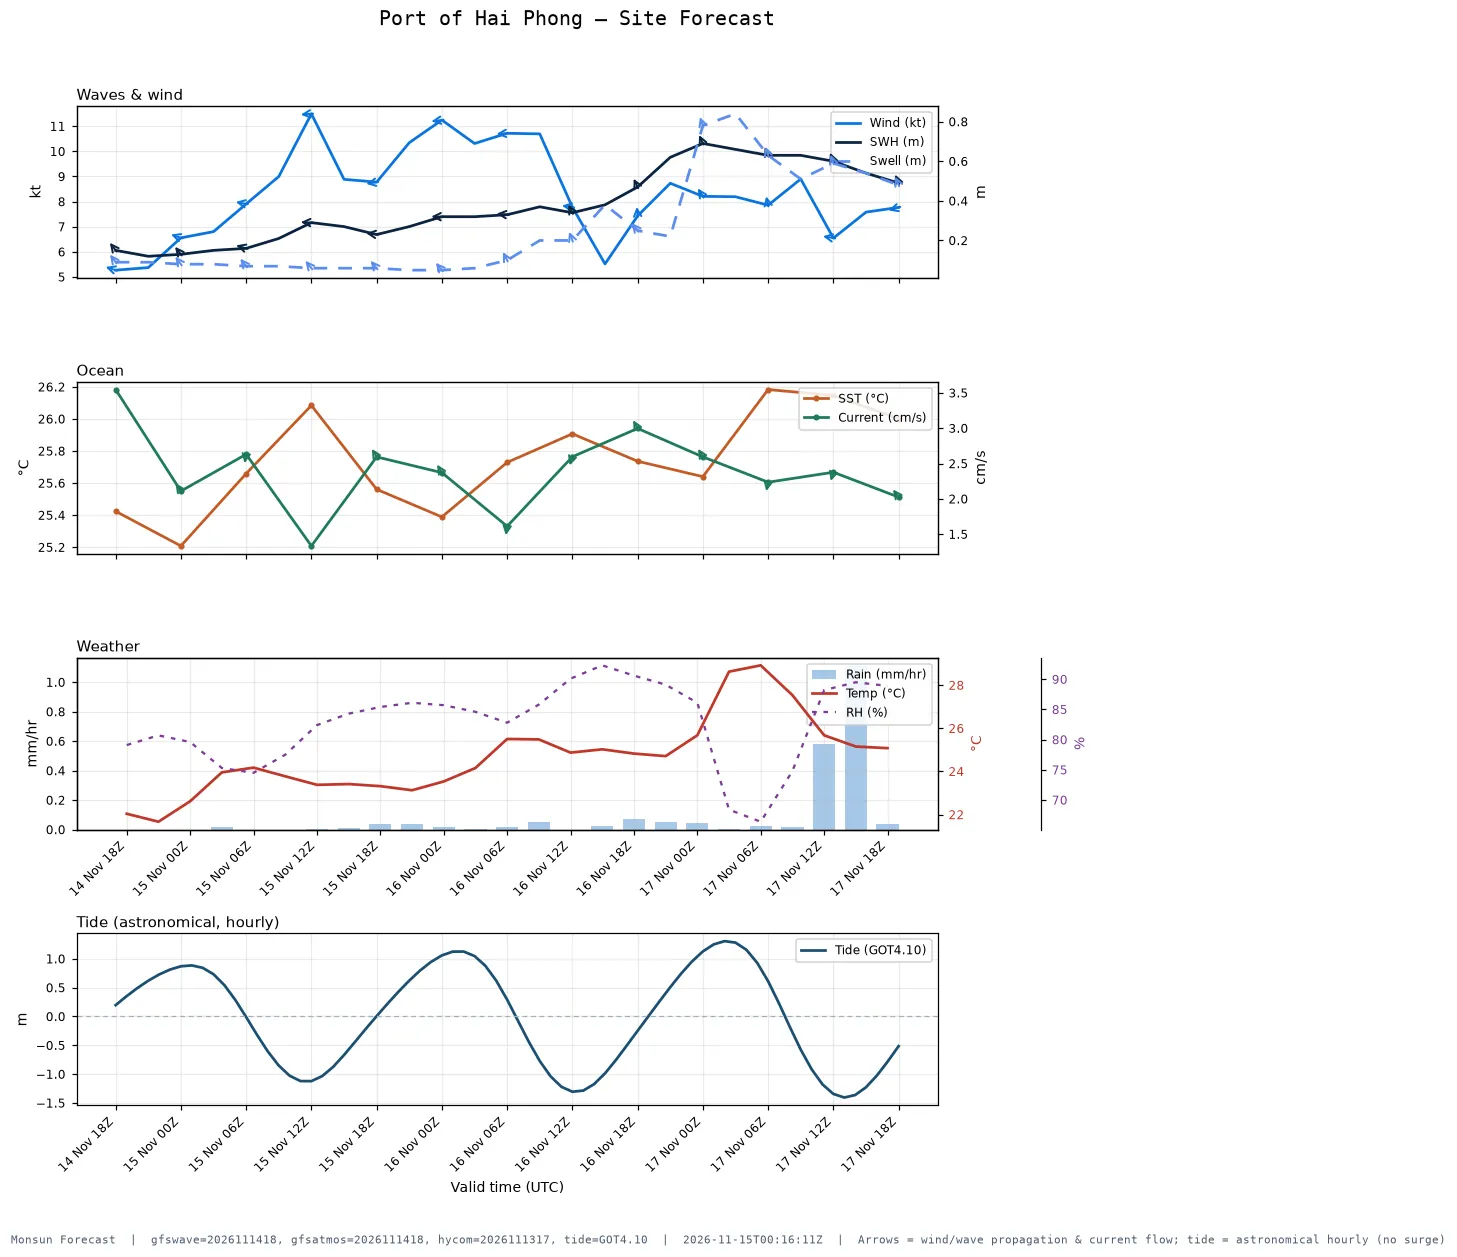 Port of Hai Phong — Site Forecast
Waves & wind
Wind (kt)
SWH (m)
Swell (m)
11
10
9
8
7
6
5
kt
0.8
0.6
0.4
0.2
m
Ocean
SST (°C)
Current (cm/s)
26.2
26.0
25.8
25.6
25.4
25.2
°C
3.5
3.0
2.5
2.0
1.5
cm/s
Weather
Rain (mm/hr)
Temp (°C)
RH (%)
1.0
0.8
0.6
0.4
0.2
0.0
mm/hr
28
26
24
22
°C
90
85
80
75
70
%
14 Nov 18Z
15 Nov 00Z
15 Nov 06Z
15 Nov 12Z
15 Nov 18Z
16 Nov 00Z
16 Nov 06Z
16 Nov 12Z
16 Nov 18Z
17 Nov 00Z
17 Nov 06Z
17 Nov 12Z
17 Nov 18Z
Tide (astronomical, hourly)
Tide (GOT4.10)
1.0
0.5
0.0
−0.5
−1.0
−1.5
m
14 Nov 18Z
15 Nov 00Z
15 Nov 06Z
15 Nov 12Z
15 Nov 18Z
16 Nov 00Z
16 Nov 06Z
16 Nov 12Z
16 Nov 18Z
17 Nov 00Z
17 Nov 06Z
17 Nov 12Z
17 Nov 18Z
Valid time (UTC)
Monsun Forecast | gfswave=2026111418, gfsatmos=2026111418, hycom=2026111317, tide=GOT4.10 | 2026-11-15T00:16:11Z | Arrows = wind/wave propagation & current flow; tide = astronomical hourly (no surge)